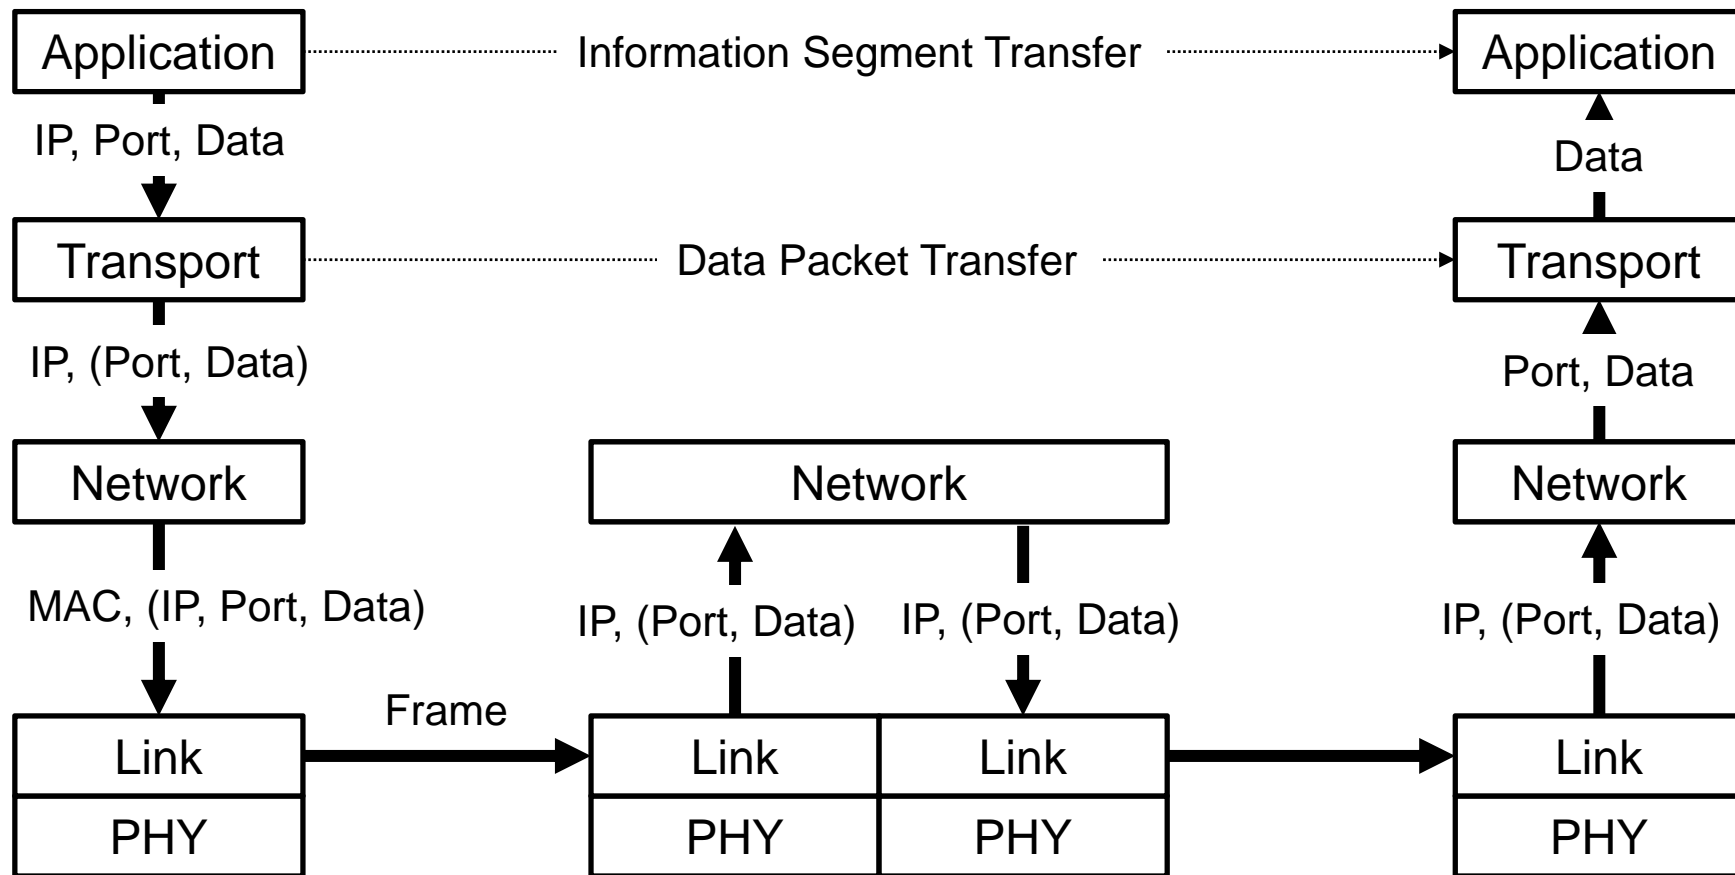 Application
Information Segment Transfer
Application
IP, Port, Data
Data
Transport
Data Packet Transfer
Transport
IP, (Port, Data)
Port, Data
Network
Network
Network
MAC, (IP, Port, Data)
IP, (Port, Data)
IP, (Port, Data)
IP, (Port, Data)
Frame
Link
Link
Link
Link
PHY
PHY
PHY
PHY